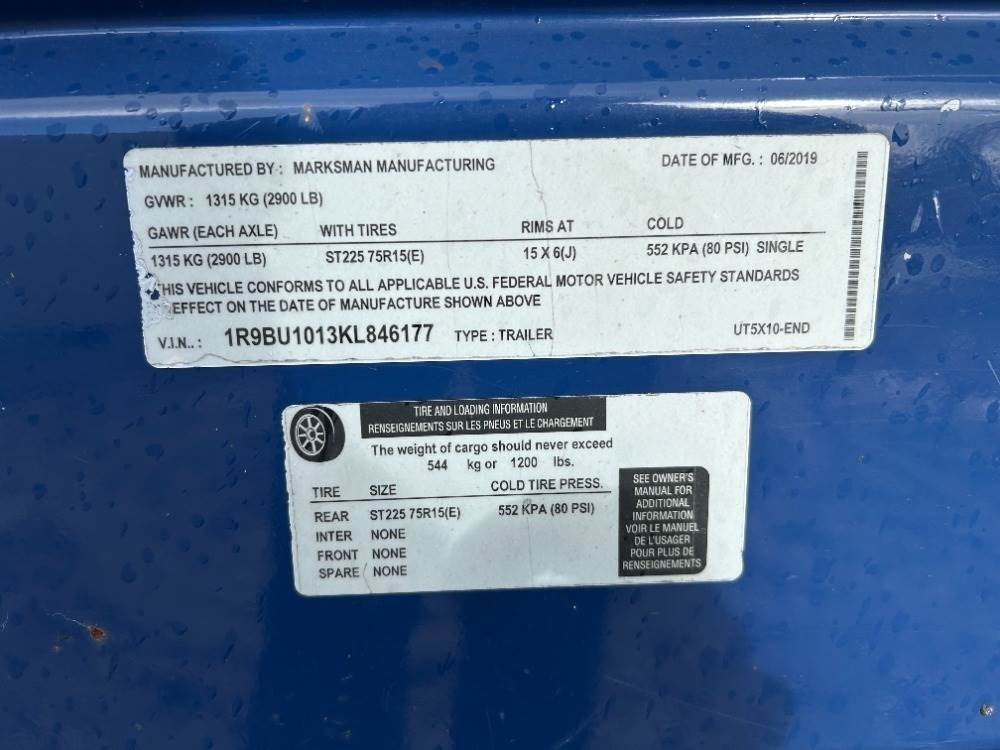 MANUFACTURED BY: MARKSMAN MANUFACTURING DATE OF MFG.: 06/2019
GVWR: 1315 KG (2900 LB)
GAWR (EACH AXLE) WITH TIRES RIMS AT COLD
1315 KG (2900 LB) ST225 75R15(E) 15 X 6(J) 552 KPA (80 PSI) SINGLE
THIS VEHICLE CONFORMS TO ALL APPLICABLE U.S. FEDERAL MOTOR VEHICLE SAFETY STANDARDS
EFFECT ON THE DATE OF MANUFACTURE SHOWN ABOVE
V.I.N..: 1R9BU1013KL846177 TYPE: TRAILER UT5X10-END
TIRE AND LOADING INFORMATION
RENSEIGNEMENTS SUR LES PNEUS ET LE CHARGEMENT
The weight of cargo should never exceed
544 kg or 1200 lbs.
TIRE SIZE COLD TIRE PRESS.
REAR ST225 75R15(E) 552 KPA (80 PSI)
INTER NONE
FRONT NONE
SPARE NONE
SEE OWNER'S
MANUAL FOR
ADDITIONAL
INFORMATION
VOIR LE MANUEL
DE L'USAGER
POUR PLUS DE
RENSEIGNEMENTS